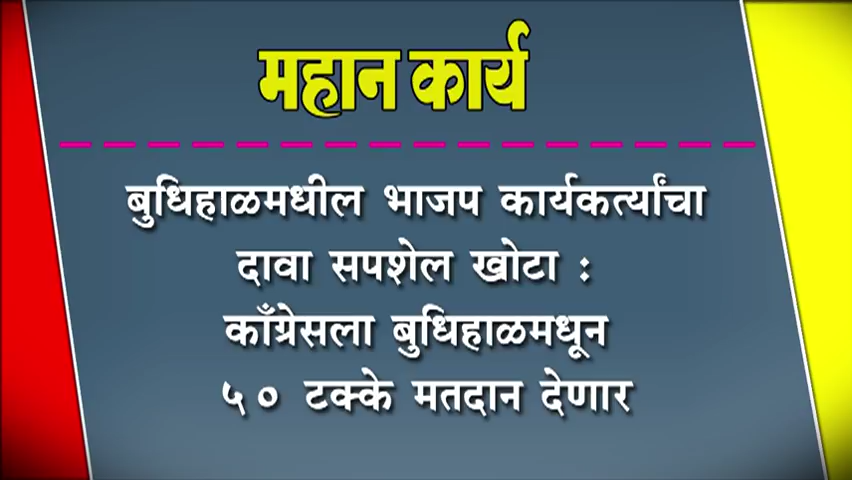 महान कार्य
बुधिहाळमधील भाजप कार्यकर्त्यांचा
दावा सपशेल खोटा :
काँग्रेसला बुधिहाळमधून
५० टक्के मतदान देणार